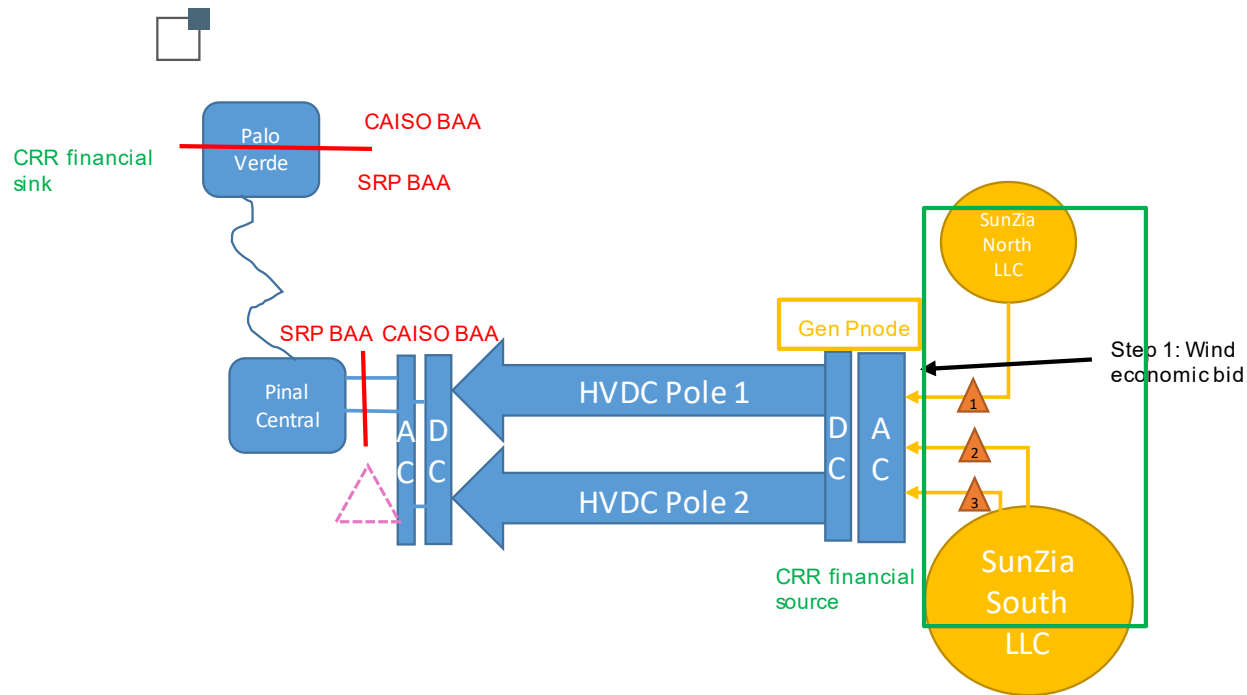 Palo
Verde
CAISO BAA
SRP BAA
CRR financial
sink
SunZia
North
LLC
Gen Pnode
SRP BAA CAISO BAA
Step 1: Wind
economic bid
Pinal
Central
A
C
D
C
HVDC Pole 1
HVDC Pole 2
D
C
A
C
1
2
3
CRR financial
source
SunZia
South
LLC